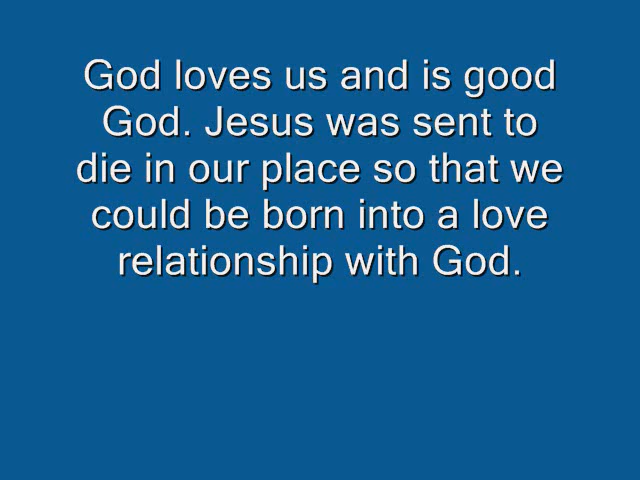 God loves us and is good
God. Jesus was sent to
die in our place so that we
could be born into a love
relationship with God.